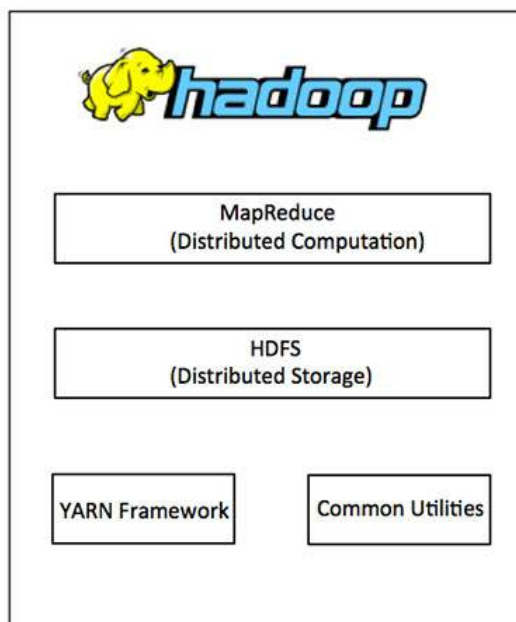 hadoop
MapReduce
(Distributed Computation)
HDFS
(Distributed Storage)
YARN Framework
Common Utilities